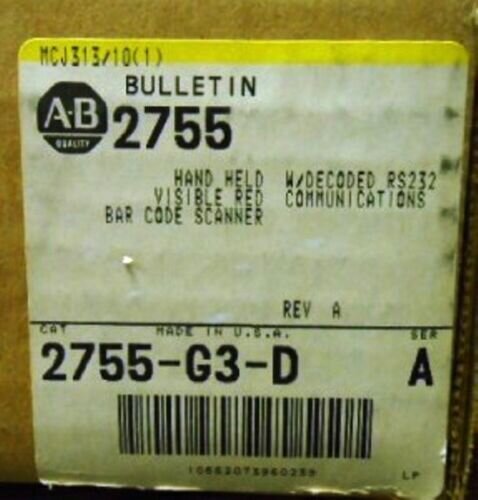 MCJ313/10(1)
BULLETIN
A-B
QUALITY
2755
HAND HELD W/DECODED RS232
VISIBLE RED COMMUNICATIONS
BAR CODE SCANNER
REV A
CAT MADE IN U.S.A. SER
2755-G3-D A
10662073960239
LP